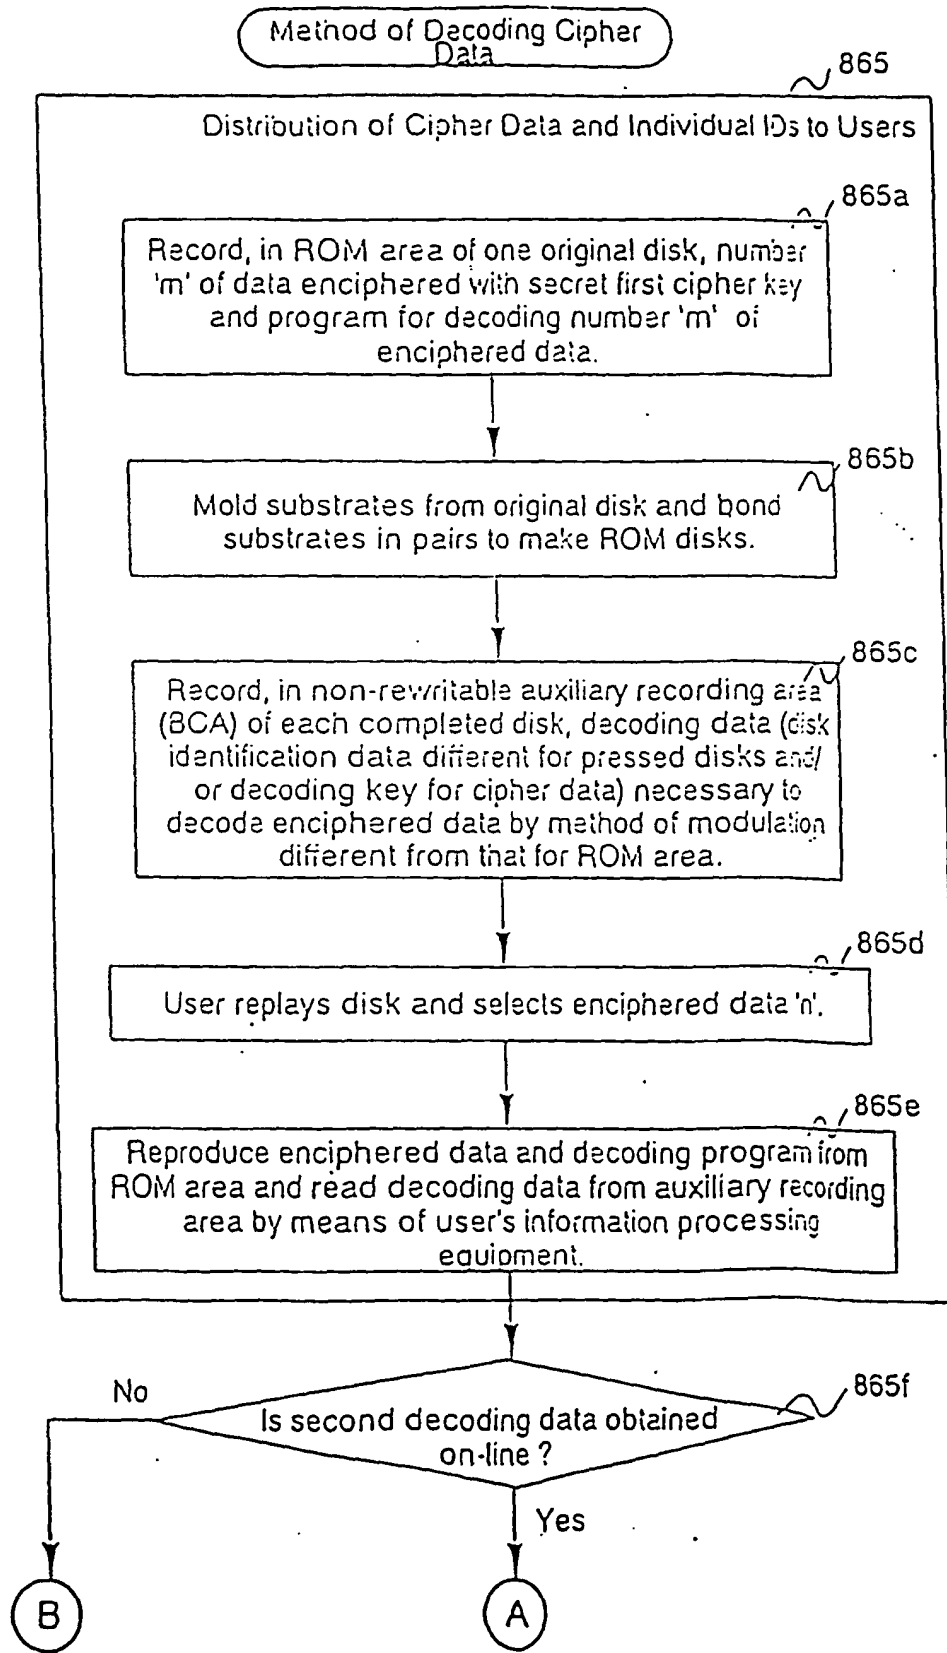 Method of Decoding Cipher
Data
865
Distribution of Cipher Data and Individual IDs to Users
865a
Record, in ROM area of one original disk, number
'm' of data enciphered with secret first cipher key
and program for decoding number 'm' of
enciphered data.
865b
Mold substrates from original disk and bond
substrates in pairs to make ROM disks.
865c
Record, in non-rewritable auxiliary recording area
(BCA) of each completed disk, decoding data (disk
identification data different for pressed disks and/
or decoding key for cipher data) necessary to
decode enciphered data by method of modulation
different from that for ROM area.
865d
User replays disk and selects enciphered data 'n'.
865e
Reproduce enciphered data and decoding program from
ROM area and read decoding data from auxiliary recording
area by means of user's information processing
equipment.
865f
No
Is second decoding data obtained
on-line ?
Yes
B
A